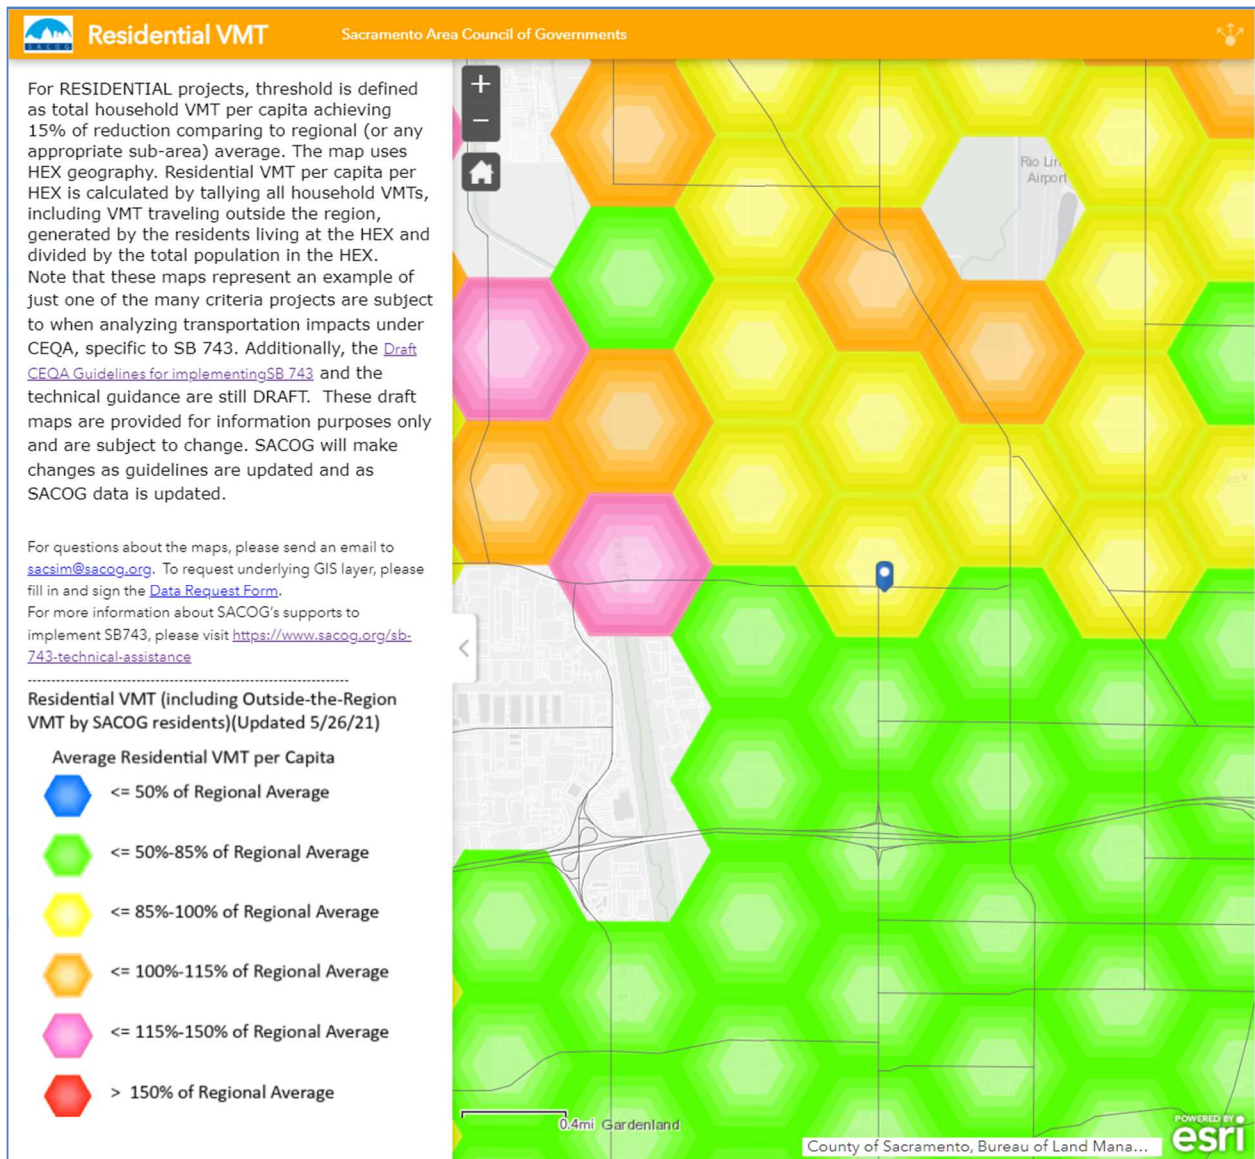 SACOG
Residential VMT
Sacramento Area Council of Governments
For RESIDENTIAL projects, threshold is defined
as total household VMT per capita achieving
15% of reduction comparing to regional (or any
appropriate sub-area) average. The map uses
HEX geography. Residential VMT per capita per
HEX is calculated by tallying all household VMTs,
including VMT traveling outside the region,
generated by the residents living at the HEX and
divided by the total population in the HEX.
Note that these maps represent an example of
just one of the many criteria projects are subject
to when analyzing transportation impacts under
CEQA, specific to SB 743. Additionally, the Draft
CEQA Guidelines for implementingSB 743 and the
technical guidance are still DRAFT. These draft
maps are provided for information purposes only
and are subject to change. SACOG will make
changes as guidelines are updated and as
SACOG data is updated.
For questions about the maps, please send an email to
sacsim@sacog.org. To request underlying GIS layer, please
fill in and sign the Data Request Form.
For more information about SACOG's supports to
implement SB743, please visit https://www.sacog.org/sb-
743-technical-assistance
--------------------------------------------------------------------------------
Residential VMT (including Outside-the-Region
VMT by SACOG residents)(Updated 5/26/21)
Average Residential VMT per Capita
<= 50% of Regional Average
<= 50%-85% of Regional Average
<= 85%-100% of Regional Average
<= 100%-115% of Regional Average
<= 115%-150% of Regional Average
> 150% of Regional Average
+
−
Rio Lin
Airport
<
0.4mi Gardenland
County of Sacramento, Bureau of Land Mana...
POWERED BY
esri